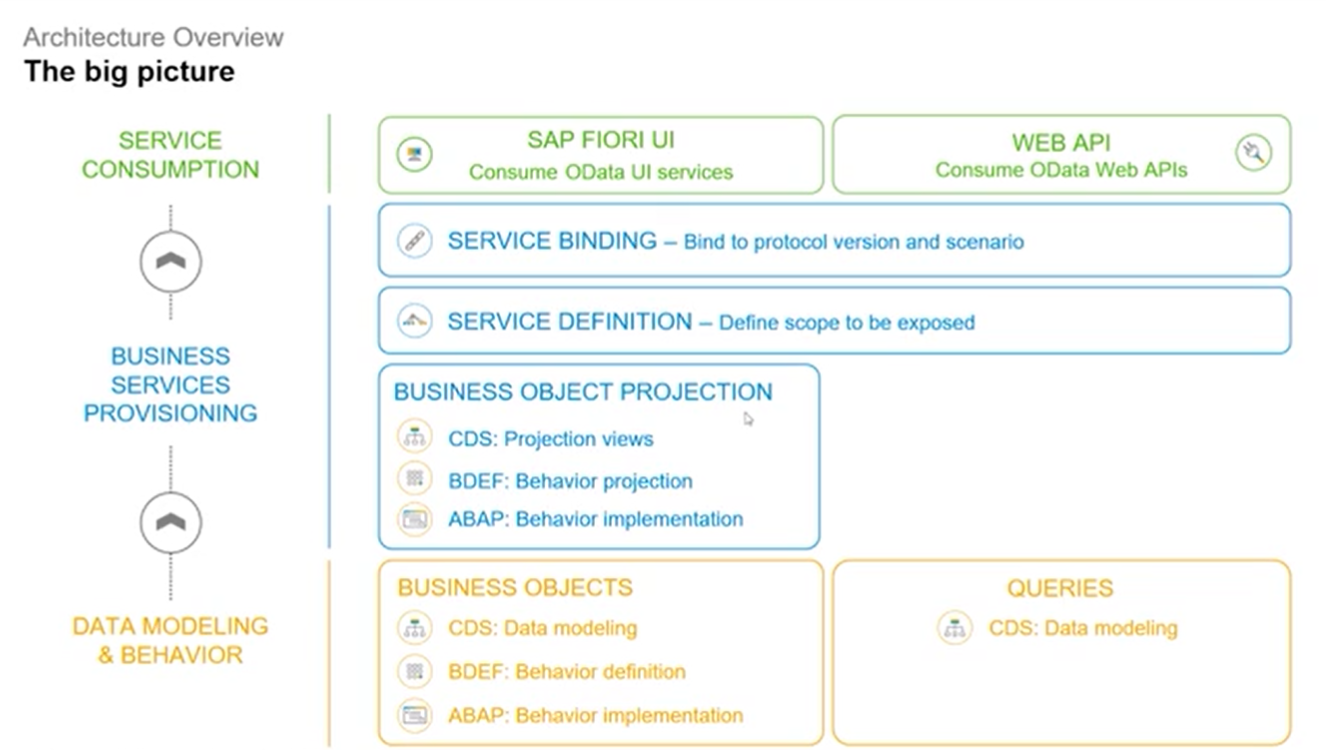 Architecture Overview
The big picture
SERVICE
CONSUMPTION
SAP FIORI UI
Consume OData UI services
WEB API
Consume OData Web APIs
SERVICE BINDING – Bind to protocol version and scenario
SERVICE DEFINITION – Define scope to be exposed
BUSINESS
SERVICES
PROVISIONING
BUSINESS OBJECT PROJECTION
CDS: Projection views
BDEF: Behavior projection
ABAP: Behavior implementation
DATA MODELING
& BEHAVIOR
BUSINESS OBJECTS
CDS: Data modeling
BDEF: Behavior definition
ABAP: Behavior implementation
QUERIES
CDS: Data modeling